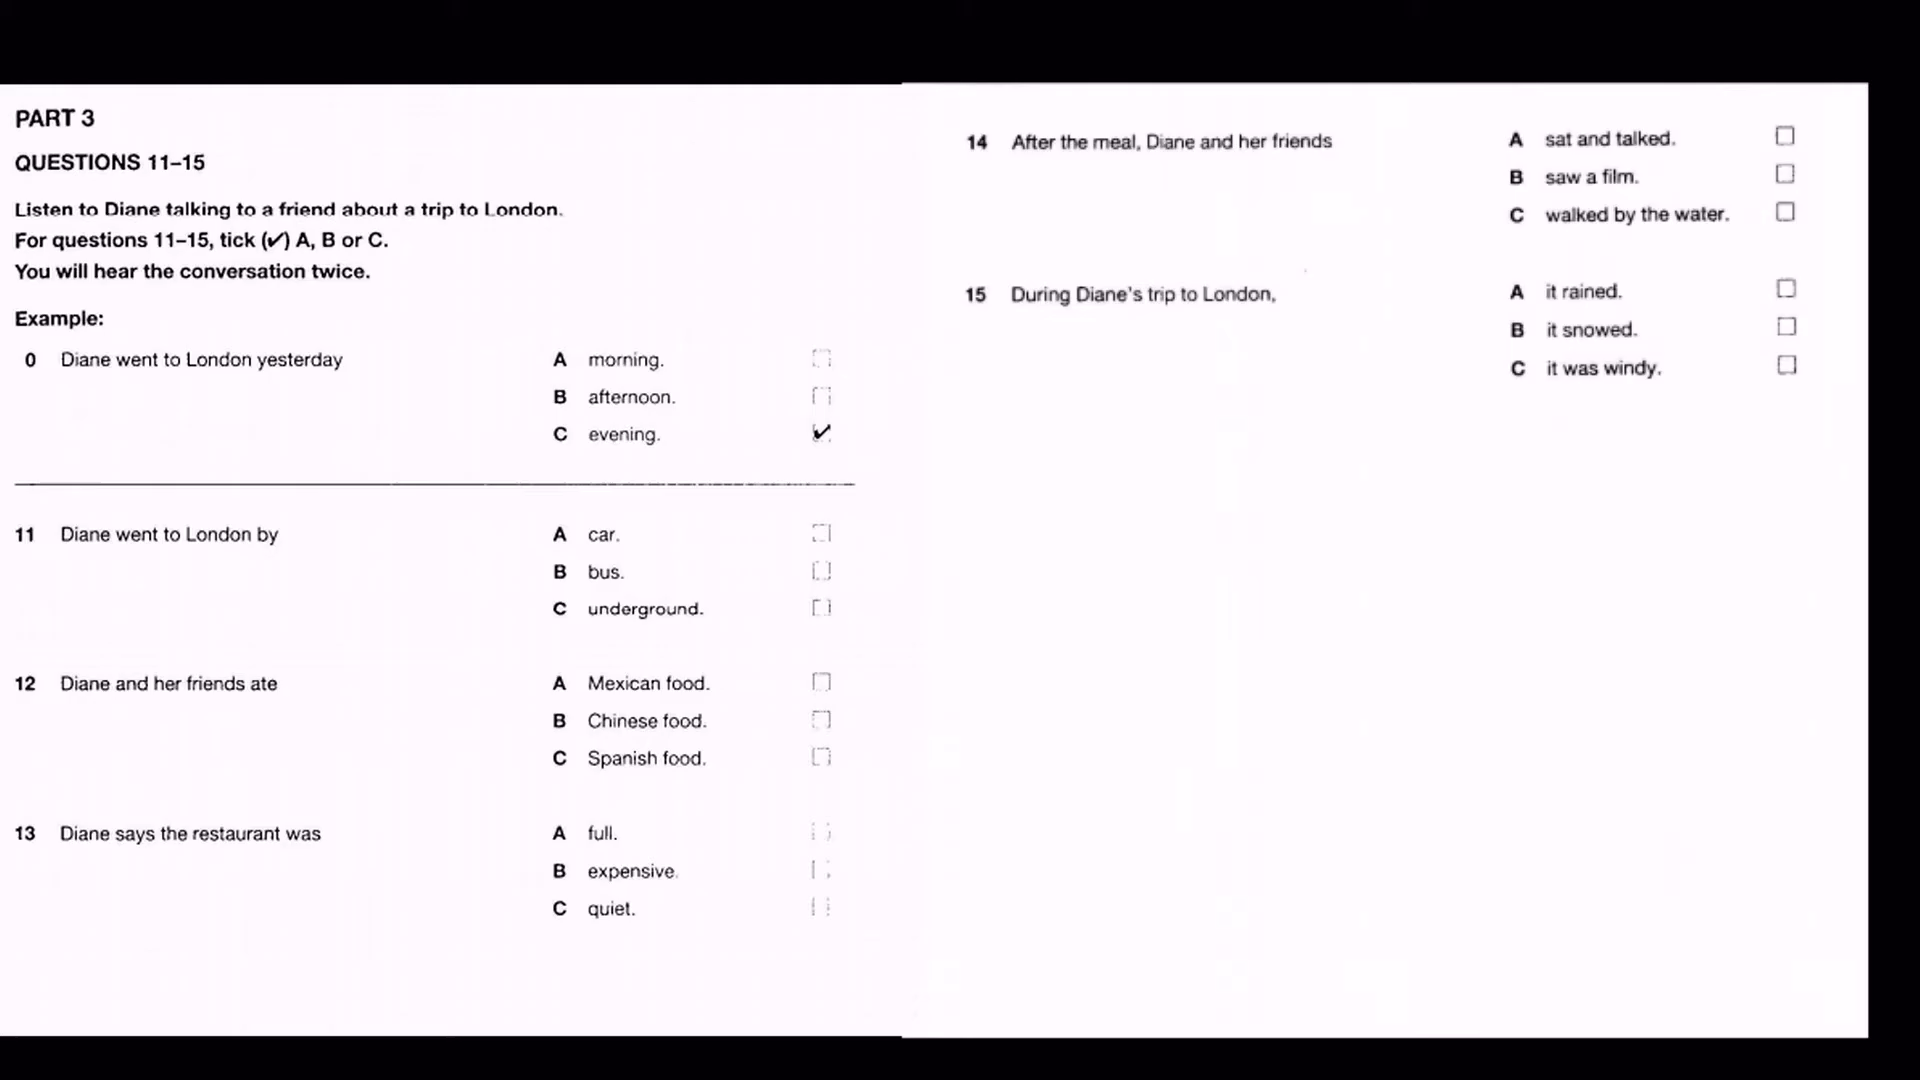 PART 3
QUESTIONS 11–15
Listen to Diane talking to a friend about a trip to London.
For questions 11–15, tick (✔) A, B or C.
You will hear the conversation twice.
Example:
0 Diane went to London yesterday A morning.
B afternoon.
C evening. ✔
11 Diane went to London by A car.
B bus.
C underground.
12 Diane and her friends ate A Mexican food.
B Chinese food.
C Spanish food.
13 Diane says the restaurant was A full.
B expensive.
C quiet.
14 After the meal, Diane and her friends A sat and talked.
B saw a film.
C walked by the water.
15 During Diane's trip to London, A it rained.
B it snowed.
C it was windy.